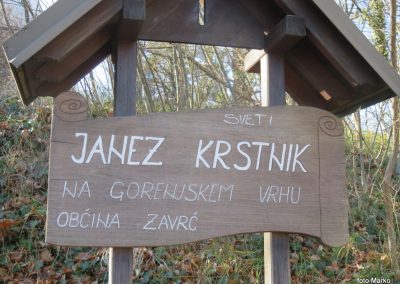 SVETI
JANEZ KRSTNIK
NA GORENJSKEM VRHU
OBČINA ZAVRČ
foto Marko